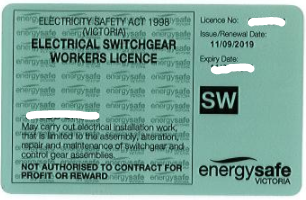 ELECTRICITY SAFETY ACT 1998
(VICTORIA)
ELECTRICAL SWITCHGEAR
WORKERS LICENCE
Licence No:
Issue/Renewal Date:
11/09/2019
Expiry Date:
SW
May carry out electrical installation work,
that is limited to the assembly, alteration,
repair and maintenance of switchgear and
control gear assemblies.
NOT AUTHORISED TO CONTRACT FOR
PROFIT OR REWARD
energysafe
VICTORIA